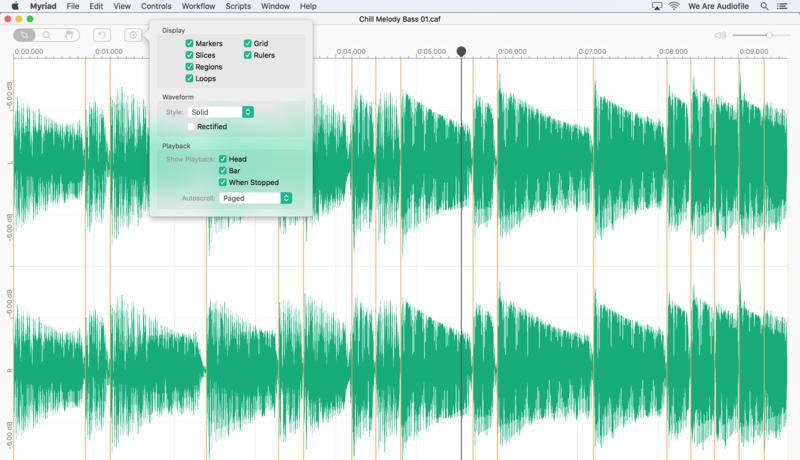 Myriad File Edit View Controls Workflow Scripts Window Help We Are Audiofile
Chill Melody Bass 01.caf
0:00.000 0:01.000 0:04.000 0:05.000 0:06.000 0:07.000 0:08.000 0:09.000
Display
Markers Grid
Slices Rulers
Regions
Loops
Waveform
Style: Solid
Rectified
Playback
Show Playback: Head
Bar
When Stopped
Autoscroll: Paged
-6.00 dB
L
-6.00 dB
-6.00 dB
R
-6.00 dB